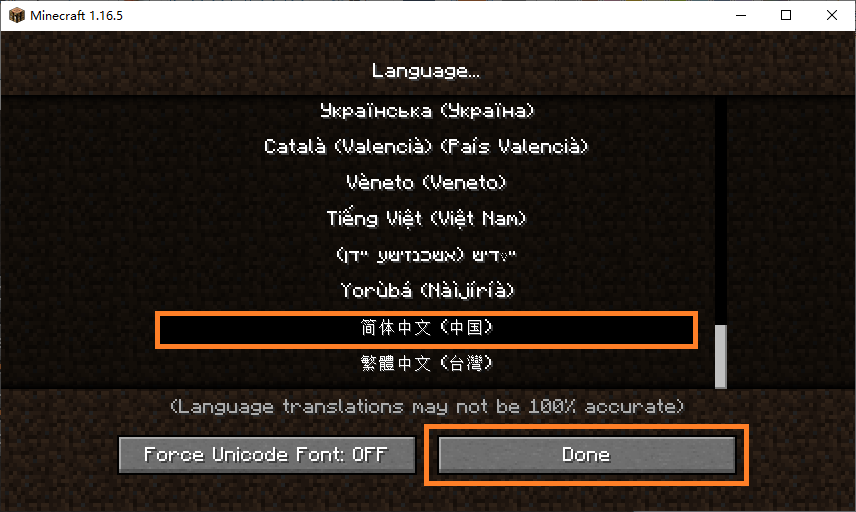 Minecraft 1.16.5
Language...
Українська (Україна)
Català (Valencià) (País Valencià)
Vèneto (Veneto)
Tiếng Việt (Việt Nam)
ייִדיש (אשכנזישע יידן)
Yorùbá (Nàìjíríà)
简体中文 (中国)
繁體中文 (台灣)
(Language translations may not be 100% accurate)
Force Unicode Font: OFF
Done